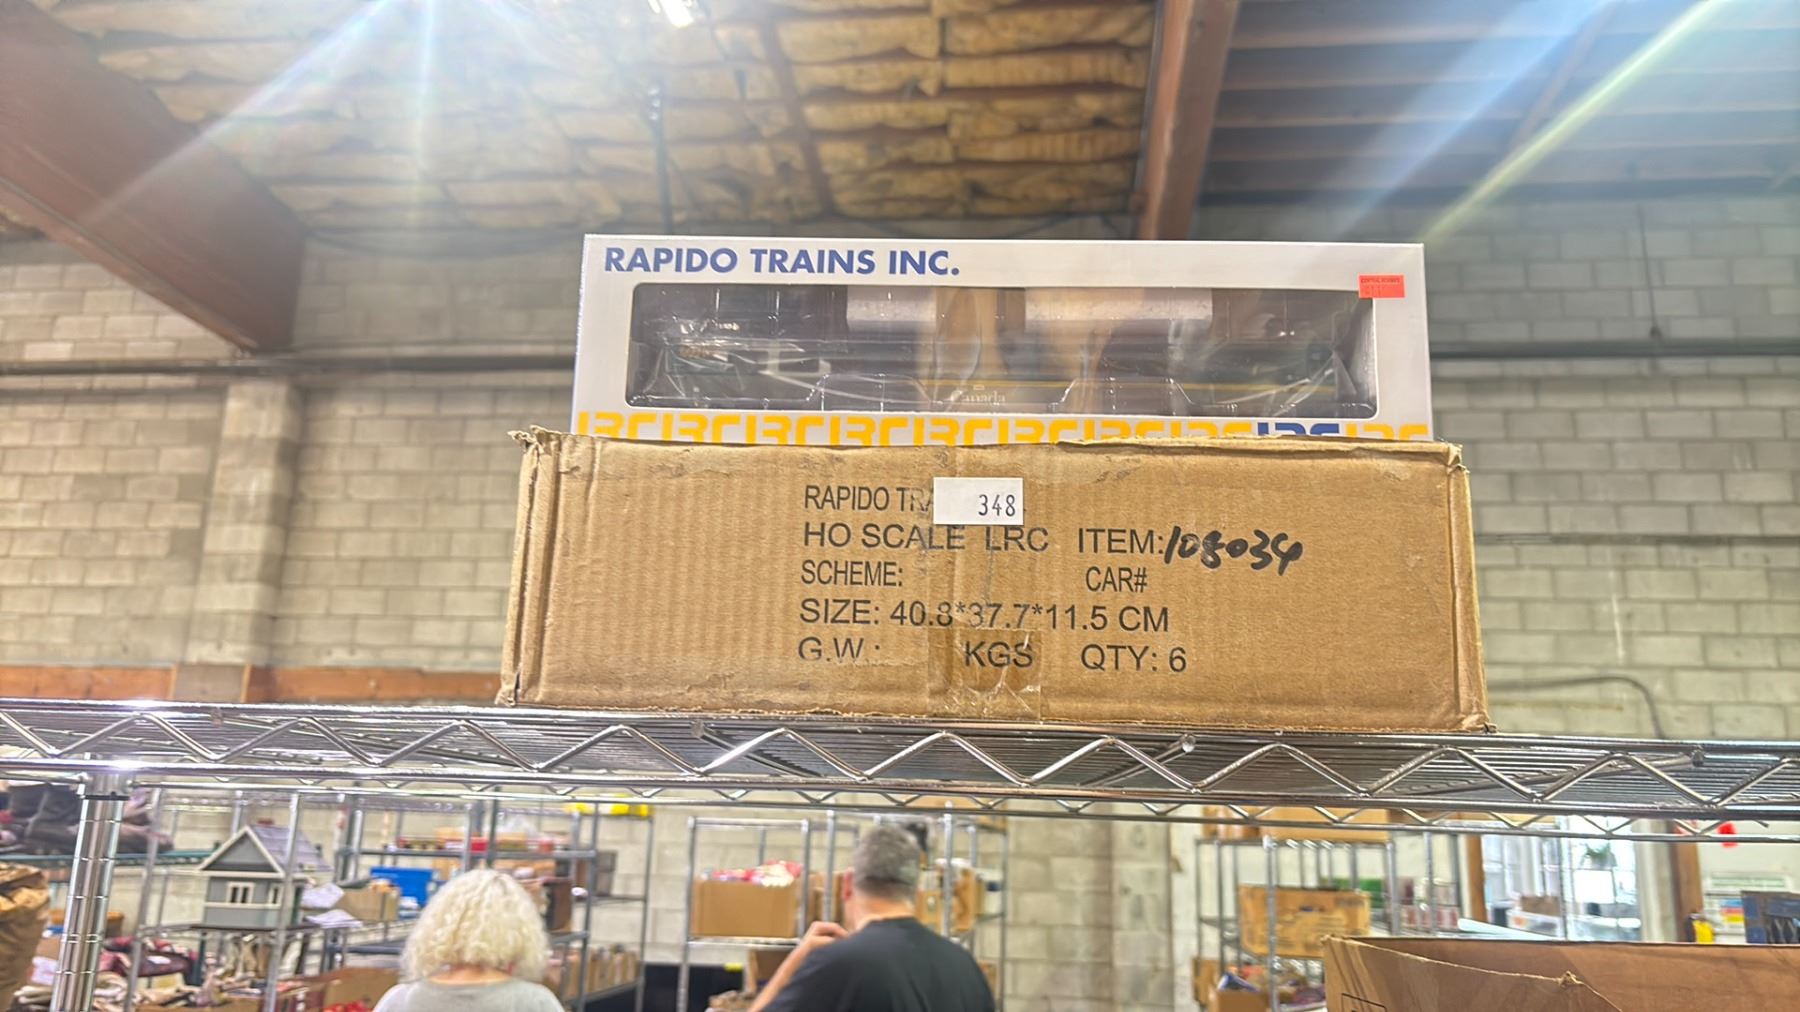 RAPIDO TRAINS INC.
Canada
RAPIDO TRA
348
HO SCALE LRC ITEM: 108034
SCHEME: CAR#
SIZE: 40.8*37.7*11.5 CM
G.W : KGS QTY: 6